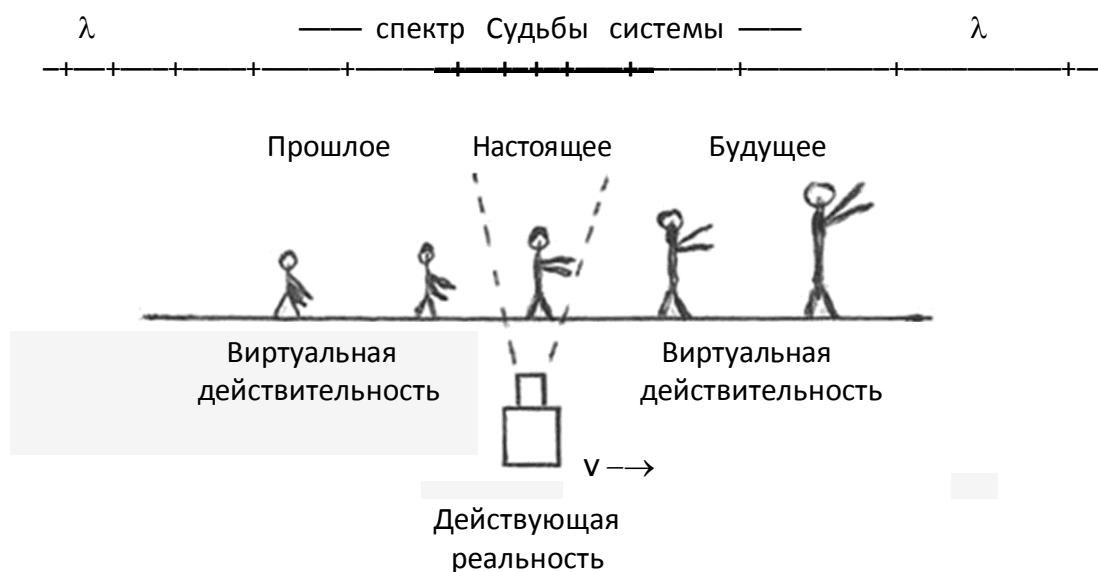 λ —— спектр Судьбы системы —— λ
Прошлое Настоящее Будущее
Виртуальная Виртуальная
действительность действительность
v —→
Действующая
реальность